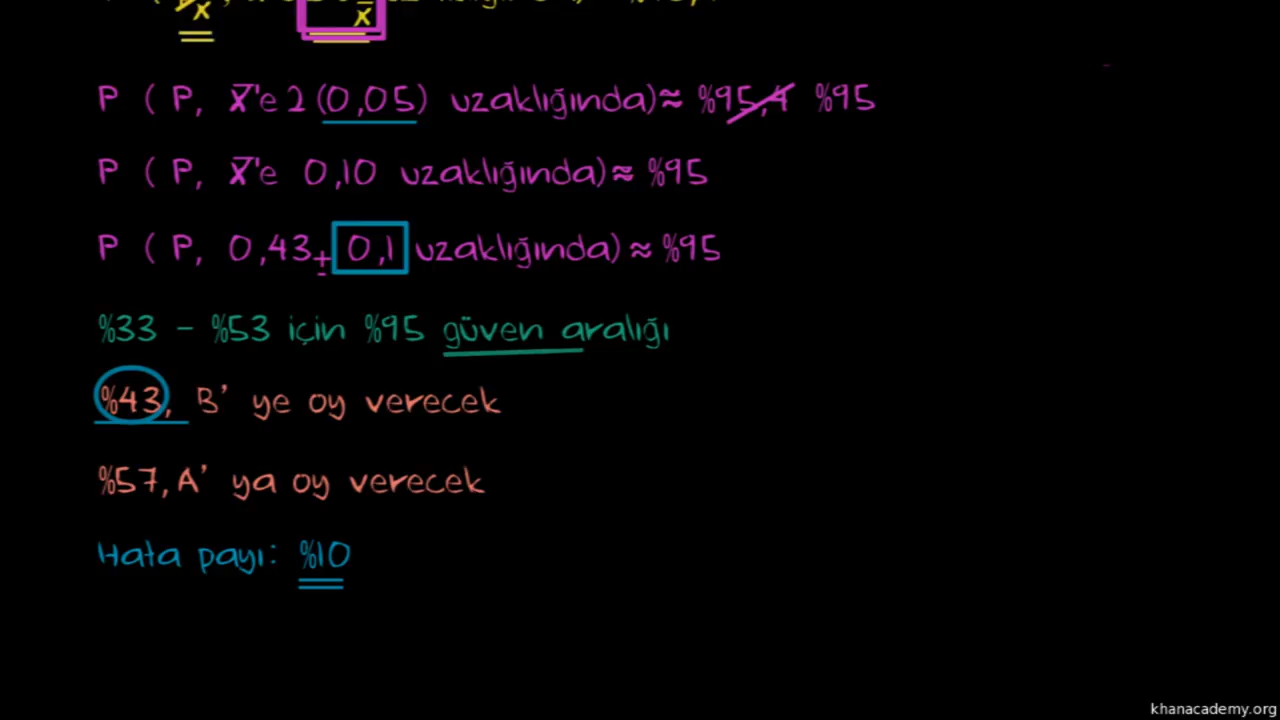 P ( P, x̄'e 2 (0,05) uzaklığında) ≈ %95,4 %95
P ( P, x̄'e 0,10 uzaklığında) ≈ %95
P ( P, 0,43 ± 0,1 uzaklığında) ≈ %95
%33 - %53 için %95 güven aralığı
%43, B' ye oy verecek
%57, A' ya oy verecek
Hata payı: %10
khanacademy.org